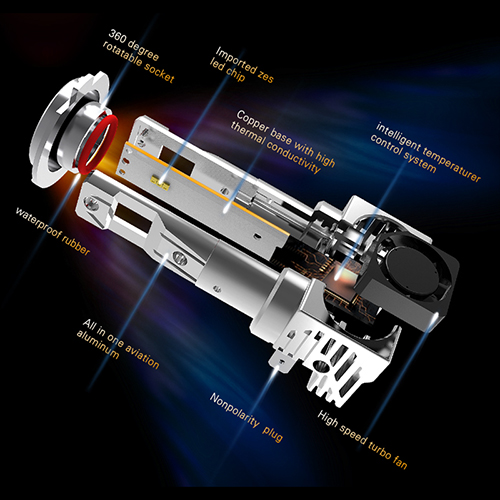 360 degree
rotatable socket
Imported zes
led chip
Copper base with high
thermal conductivity
intelligent temperaturer
control system
waterproof rubber
All in one aviation
aluminum
Nonpolarity plug
High speed turbo fan